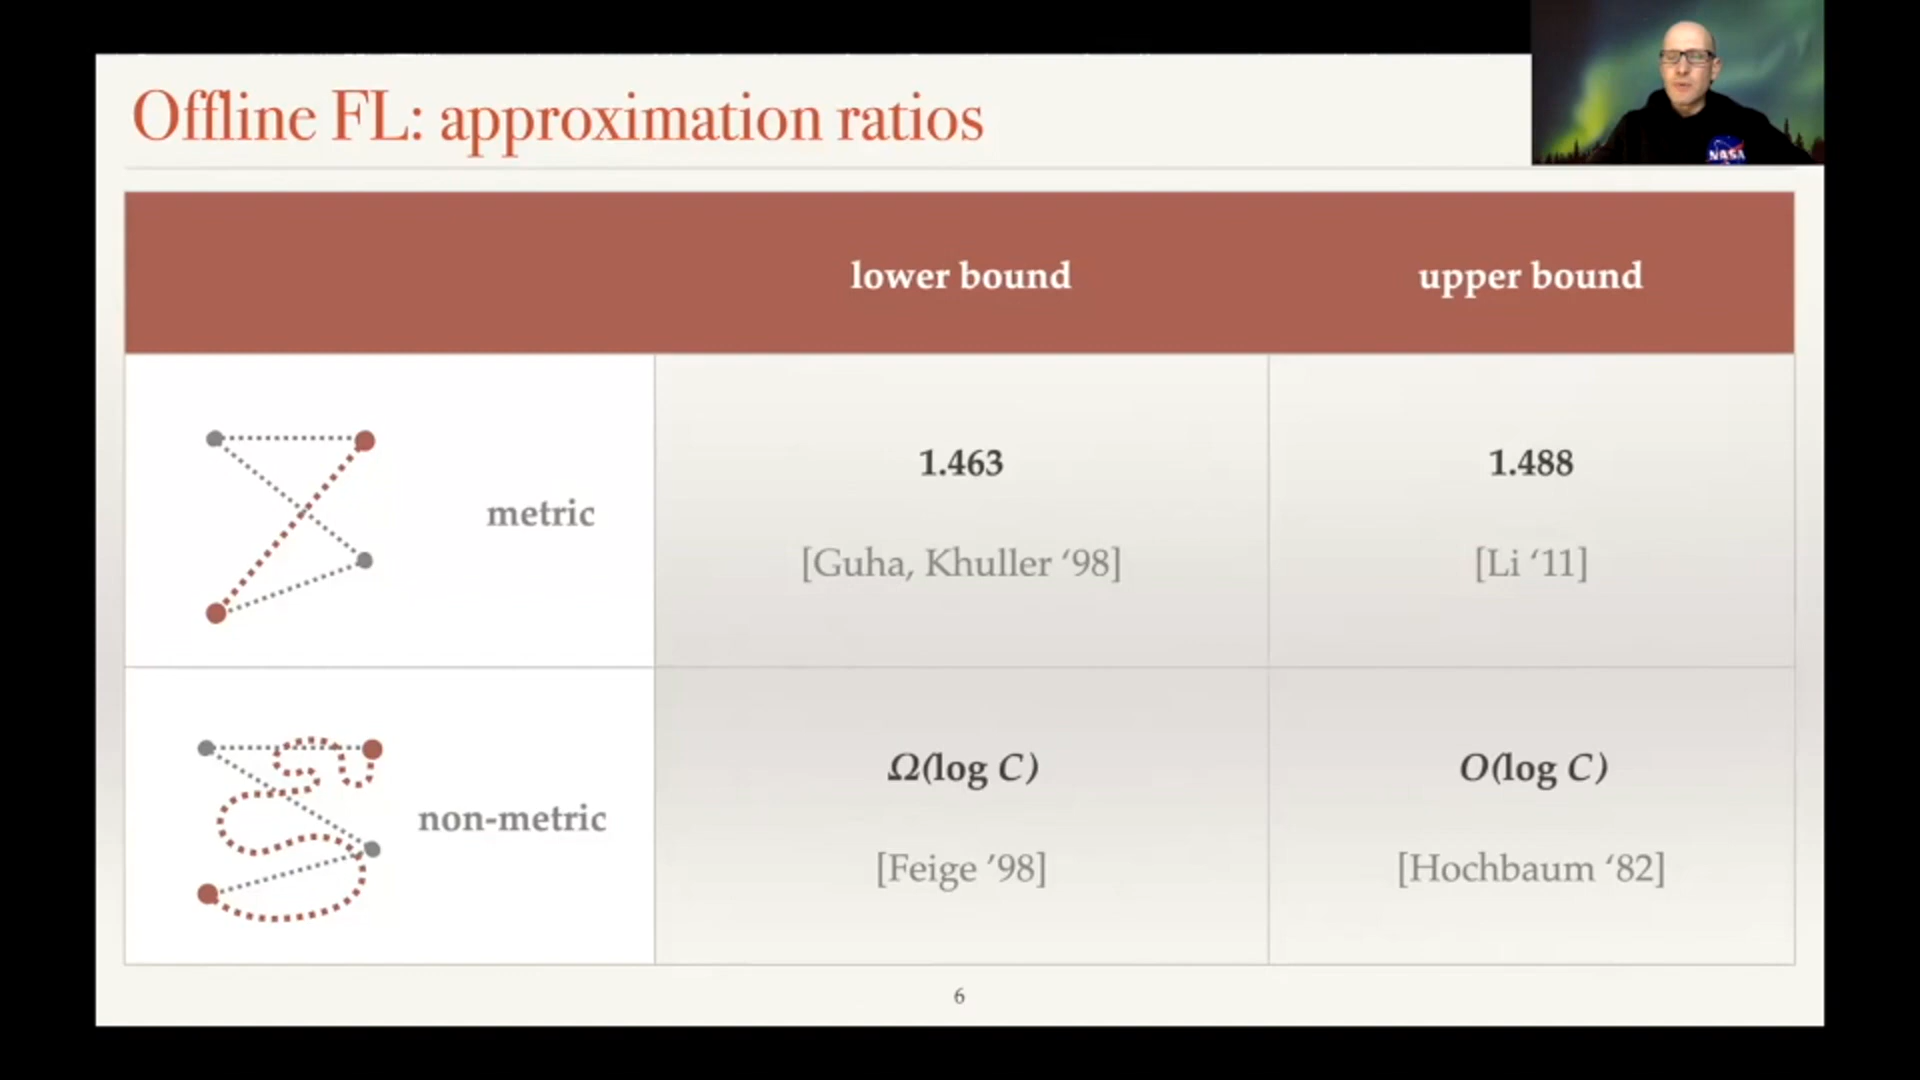 Offline FL: approximation ratios
NASA
lower bound upper bound
metric
1.463
[Guha, Khuller ‘98]
1.488
[Li ‘11]
non-metric
Ω(log C)
[Feige ’98]
O(log C)
[Hochbaum ‘82]
6